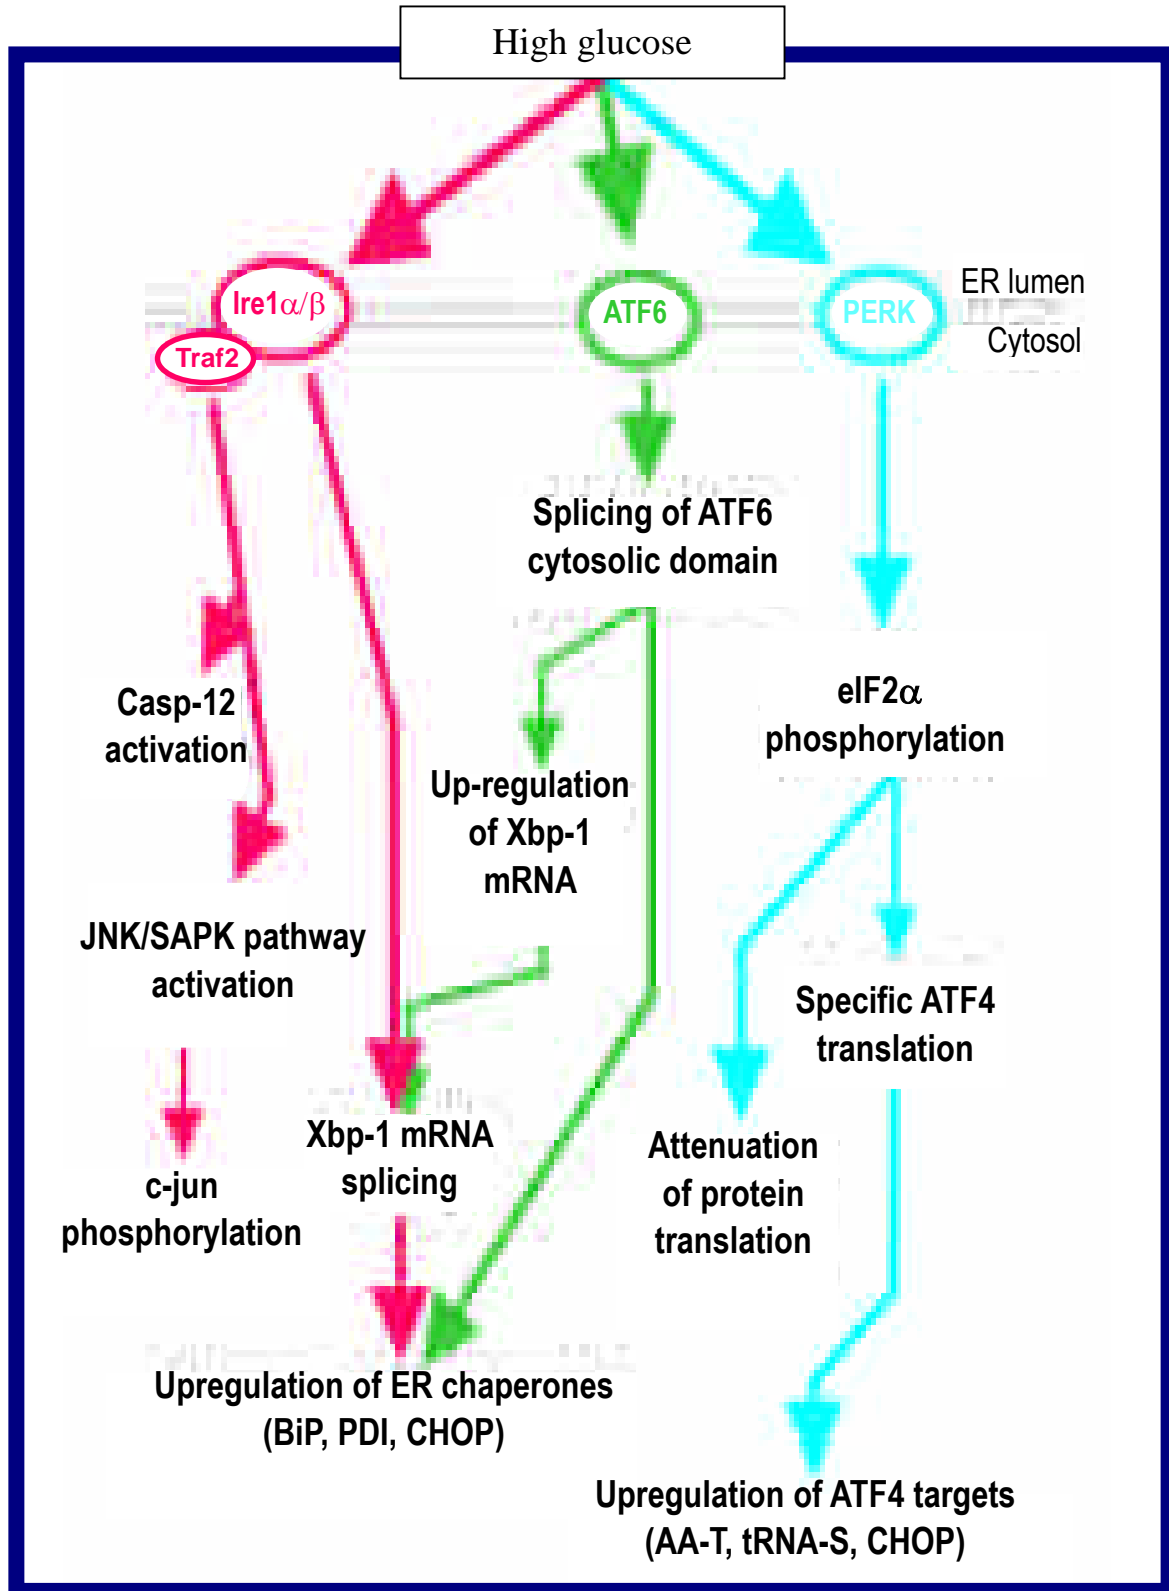 High glucose
Ire1α/β
Traf2
ATF6
PERK
ER lumen
Cytosol
Splicing of ATF6
cytosolic domain
Casp-12
activation
eIF2α
phosphorylation
Up-regulation
of Xbp-1
mRNA
JNK/SAPK pathway
activation
Specific ATF4
translation
Xbp-1 mRNA
splicing
Attenuation
of protein
translation
c-jun
phosphorylation
Upregulation of ER chaperones
(BiP, PDI, CHOP)
Upregulation of ATF4 targets
(AA-T, tRNA-S, CHOP)